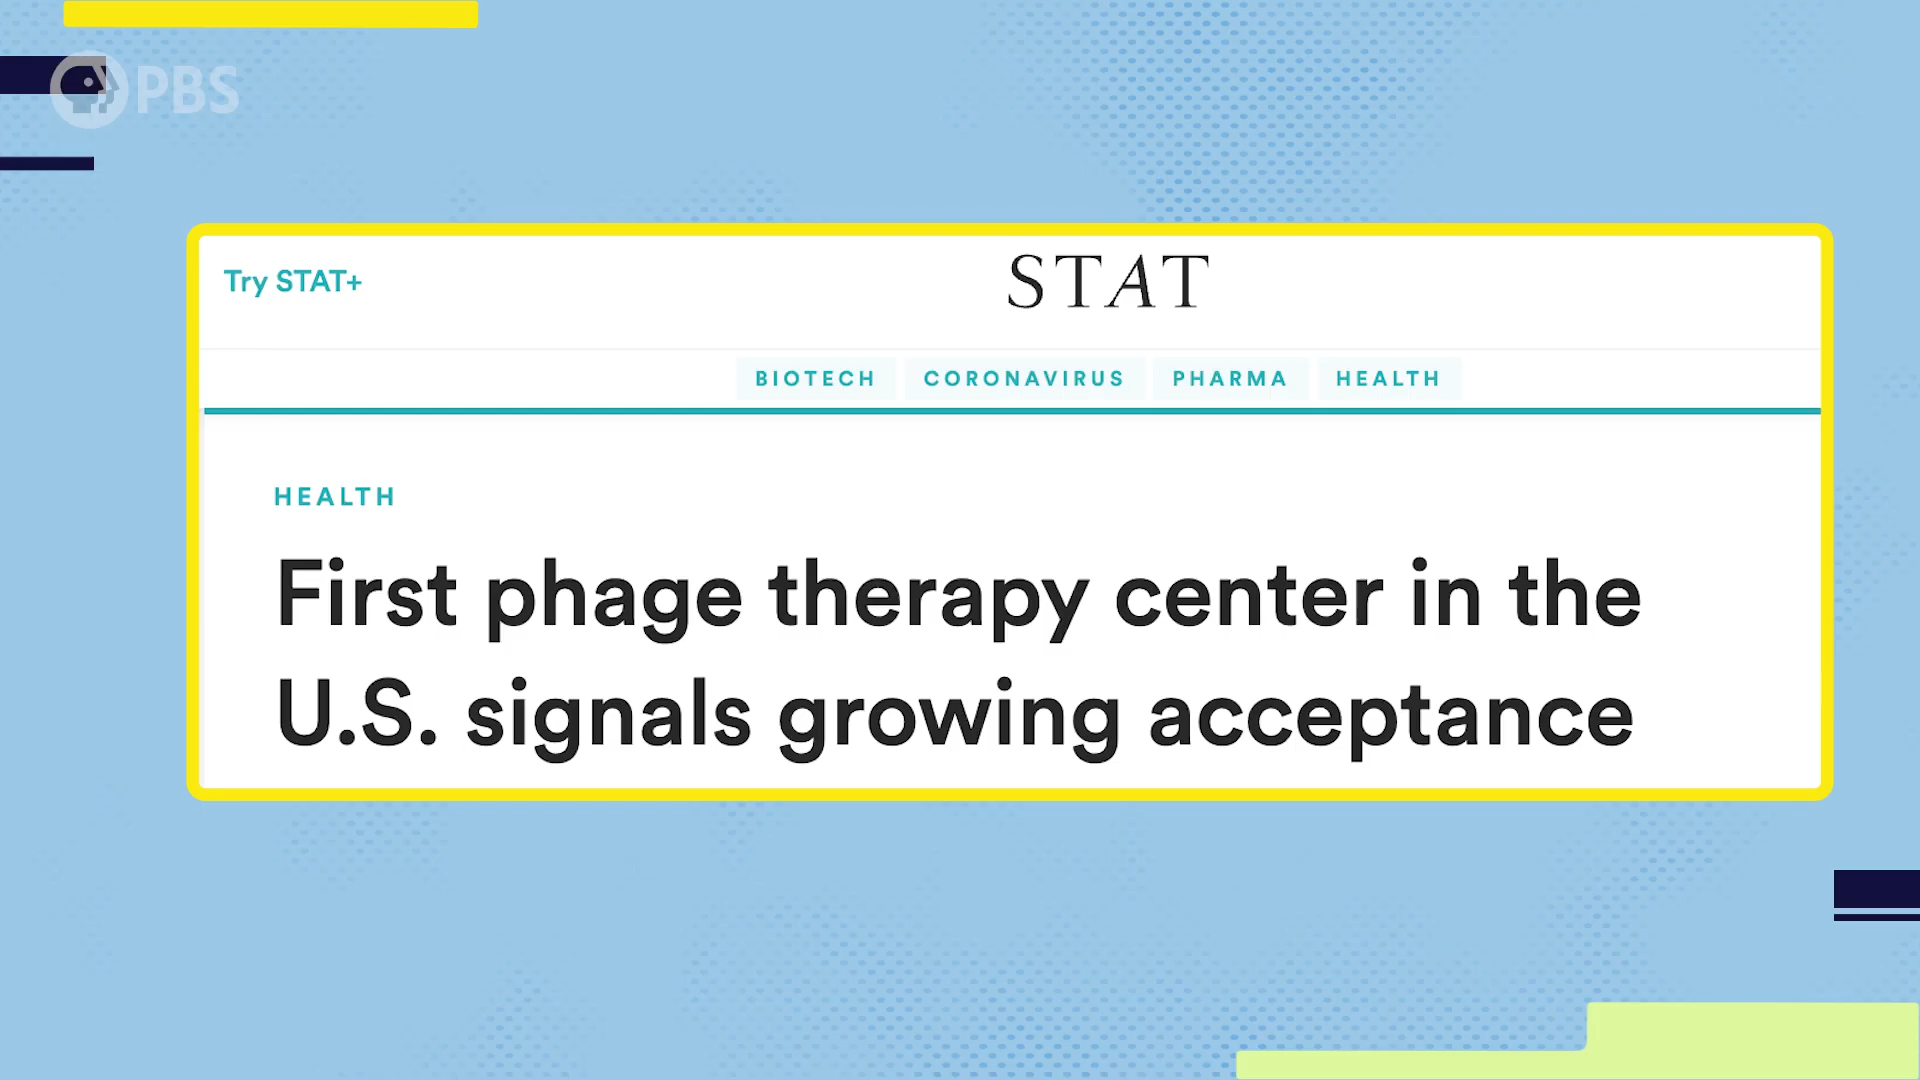 PBS
Try STAT+
STAT
BIOTECH CORONAVIRUS PHARMA HEALTH
HEALTH
First phage therapy center in the
U.S. signals growing acceptance